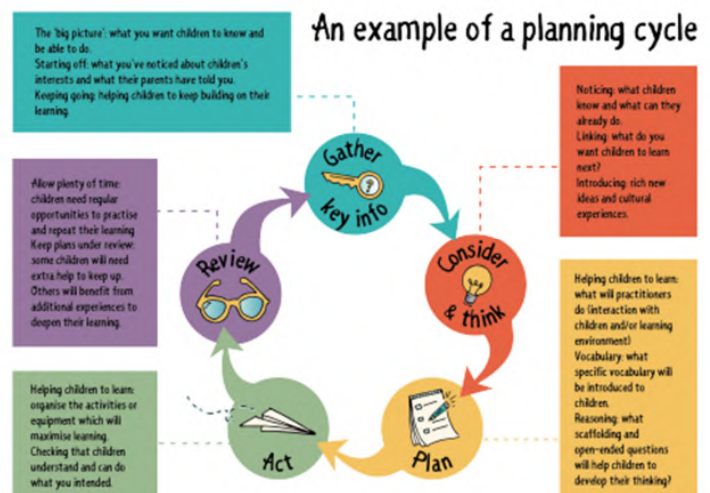 An example of a planning cycle
The 'big picture': what you want children to know and
be able to do.
Starting off: what you've noticed about children's
interests and what their parents have told you.
Keeping going: helping children to keep building on their
learning.
Gather
key info
Noticing: what children
know and what can they
already do.
Linking: what do you
want children to learn
next?
Introducing: rich new
ideas and cultural
experiences.
Consider
& think
Helping children to learn:
what will practitioners
do (interaction with
children and/or learning
environment)
Vocabulary: what
specific vocabulary will
be introduced to
children.
Reasoning: what
scaffolding and
open-ended questions
will help children to
develop their thinking?
Plan
Helping children to learn:
organise the activities or
equipment which will
maximise learning.
Checking that children
understand and can do
what you intended.
Act
Allow plenty of time:
children need regular
opportunities to practise
and repeat their learning
Keep plans under review:
some children will need
extra help to keep up.
Others will benefit from
additional experiences to
deepen their learning.
Review